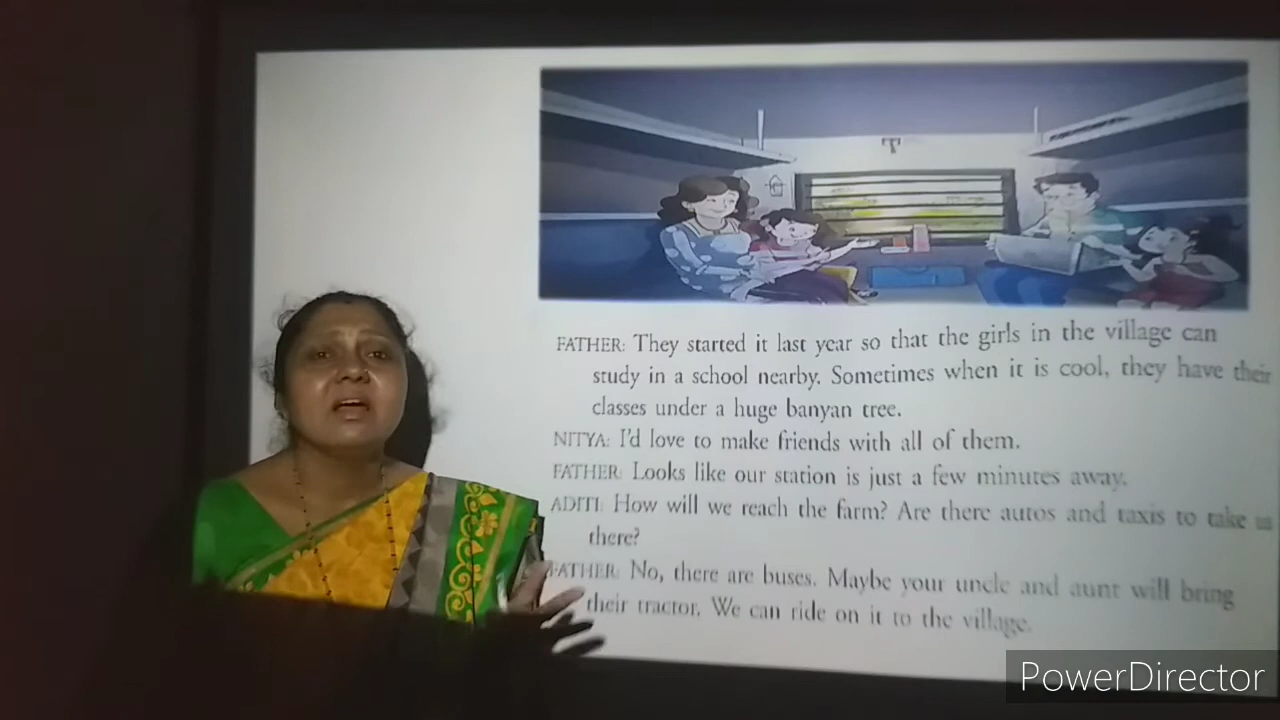 FATHER: They started it last year so that the girls in the village can
study in a school nearby. Sometimes when it is cool, they have their
classes under a huge banyan tree.
NITYA: I'd love to make friends with all of them.
FATHER: Looks like our station is just a few minutes away.
ADITI: How will we reach the farm? Are there autos and taxis to take us
there?
FATHER: No, there are buses. Maybe your uncle and aunt will bring
their tractor. We can ride on it to the village.
PowerDirector